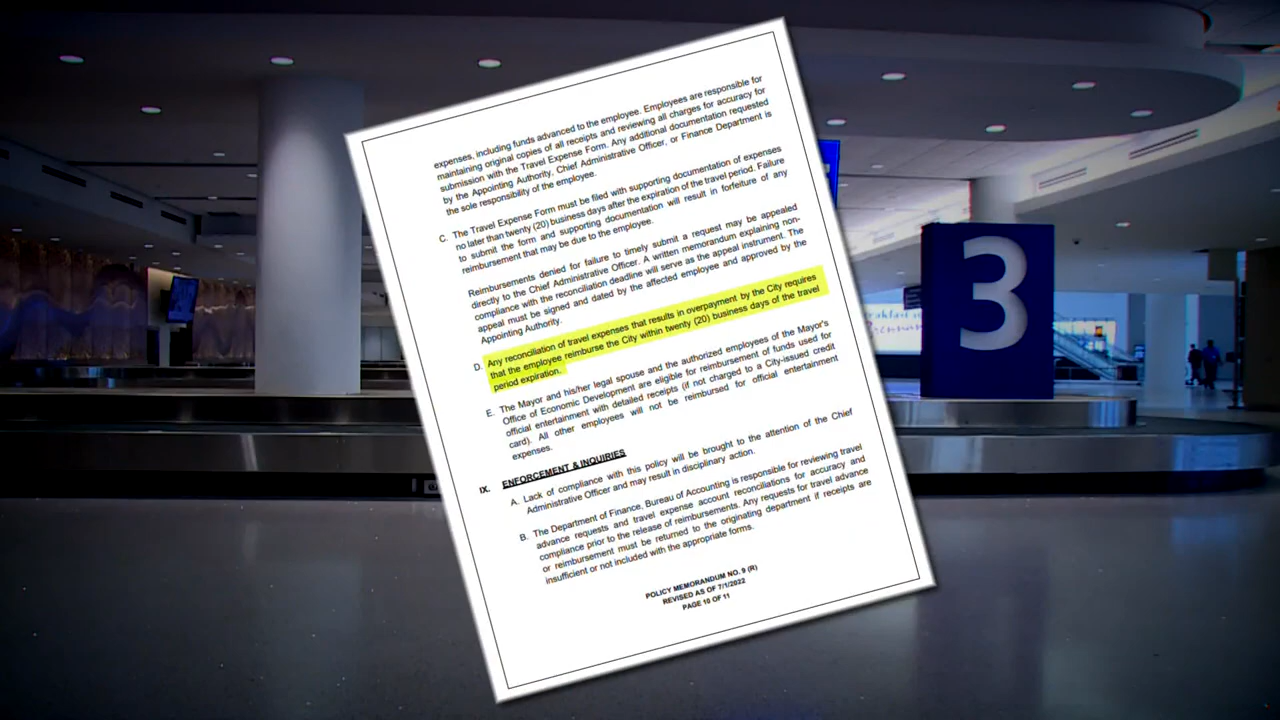 expenses, including funds advanced to the employee. Employees are responsible for
maintaining original copies of all receipts and reviewing all charges for accuracy for
submission with the Travel Expense Form. Any additional documentation requested
by the Appointing Authority, Chief Administrative Officer, or Finance Department is
the sole responsibility of the employee.
C. The Travel Expense Form must be filed with supporting documentation of expenses
no later than twenty (20) business days after the expiration of the travel period. Failure
to submit the form and supporting documentation will result in forfeiture of any
reimbursement that may be due to the employee.
Reimbursements denied for failure to timely submit a request may be appealed
directly to the Chief Administrative Officer. A written memorandum explaining non-
compliance with the reconciliation deadline will serve as the appeal instrument. The
appeal must be signed and dated by the affected employee and approved by the
Appointing Authority.
D. Any reconciliation of travel expenses that results in overpayment by the City requires
that the employee reimburse the City within twenty (20) business days of the travel
period expiration.
E. The Mayor and his/her legal spouse and the authorized employees of the Mayor's
Office of Economic Development are eligible for reimbursement of funds used for
official entertainment with detailed receipts (if not charged to a City-issued credit
card). All other employees will not be reimbursed for official entertainment
expenses.
IX. ENFORCEMENT & INQUIRIES
A. Lack of compliance with this policy will be brought to the attention of the Chief
Administrative Officer and may result in disciplinary action.
B. The Department of Finance, Bureau of Accounting is responsible for reviewing travel
advance requests and travel expense account reconciliations for accuracy and
compliance prior to the release of reimbursements. Any requests for travel advance
or reimbursement must be returned to the originating department if receipts are
insufficient or not included with the appropriate forms.
POLICY MEMORANDUM NO. 9 (R)
REVISED AS OF 7/1/2022
PAGE 10 OF 11
3